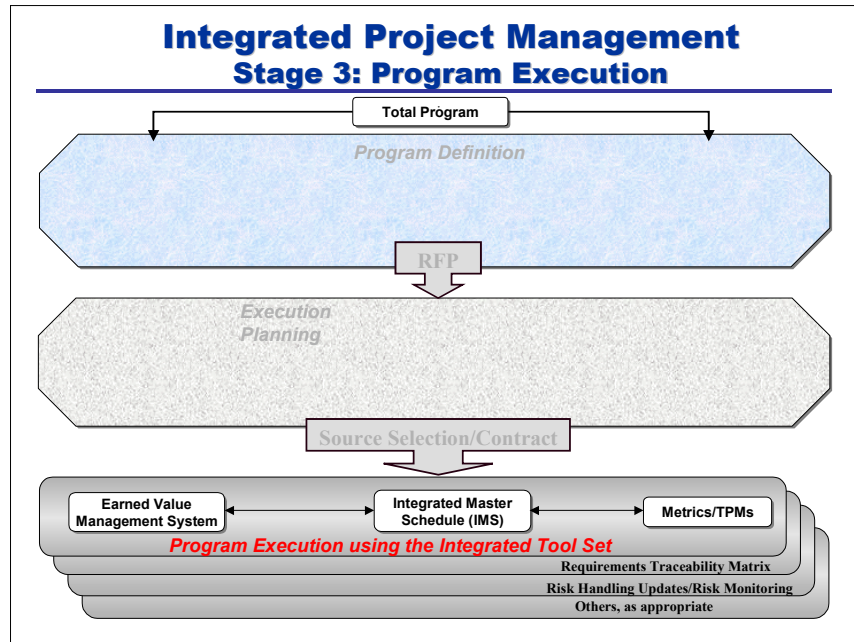 Integrated Project Management
Stage 3: Program Execution
Total Program
Program Definition
RFP
Execution
Planning
Source Selection/Contract
Earned Value
Management System
Integrated Master
Schedule (IMS)
Metrics/TPMs
Program Execution using the Integrated Tool Set
Requirements Traceability Matrix
Risk Handling Updates/Risk Monitoring
Others, as appropriate